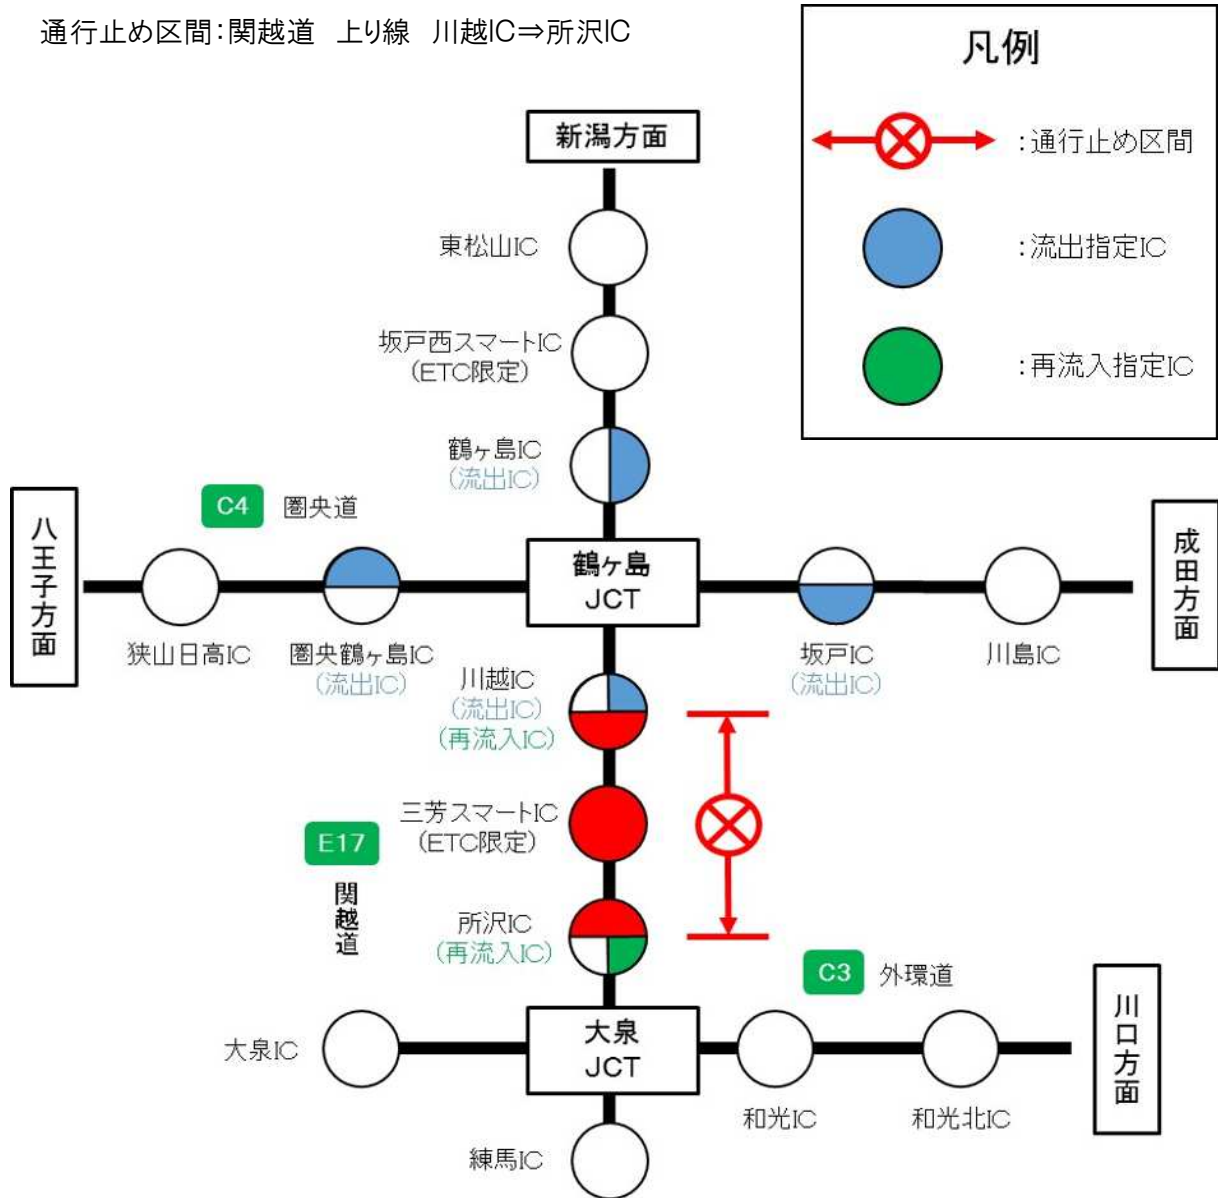 通行止め区間：関越道　上り線　川越IC⇒所沢IC
凡例
：通行止め区間
：流出指定IC
：再流入指定IC
新潟方面
東松山IC
坂戸西スマートIC
（ETC限定）
鶴ヶ島IC
（流出IC）
C4 圏央道
八王子方面
狭山日高IC
圏央鶴ヶ島IC
（流出IC）
鶴ヶ島
JCT
坂戸IC
（流出IC）
川島IC
成田方面
川越IC
（流出IC）
（再流入IC）
三芳スマートIC
（ETC限定）
E17
関越道
所沢IC
（再流入IC）
C3 外環道
川口方面
大泉IC
大泉
JCT
和光IC
和光北IC
練馬IC